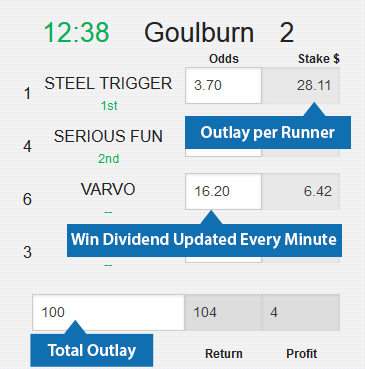 12:38 Goulburn 2
Odds Stake $
1 STEEL TRIGGER 3.70 28.11
1st
Outlay per Runner
4 SERIOUS FUN
2nd
6 VARVO 16.20 6.42
--
Win Dividend Updated Every Minute
3
--
100 104 4
Total Outlay
Return Profit